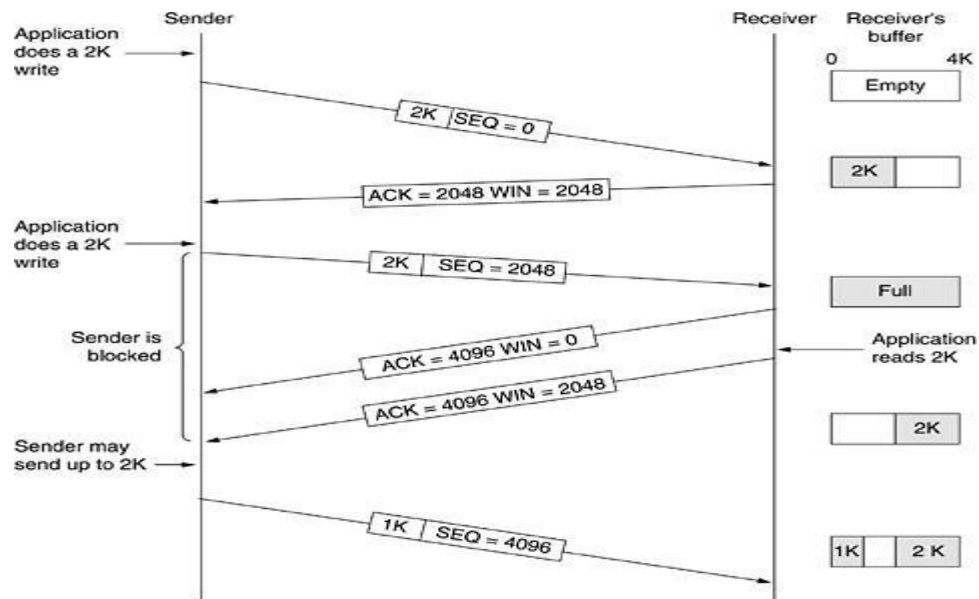 Sender
Receiver
Receiver's
buffer
Application
does a 2K
write
0 4K
Empty
2K SEQ = 0
2K
ACK = 2048 WIN = 2048
Application
does a 2K
write
2K SEQ = 2048
Full
Sender is
blocked
Application
reads 2K
ACK = 4096 WIN = 0
ACK = 4096 WIN = 2048
2K
Sender may
send up to 2K
1K SEQ = 4096
1K 2 K